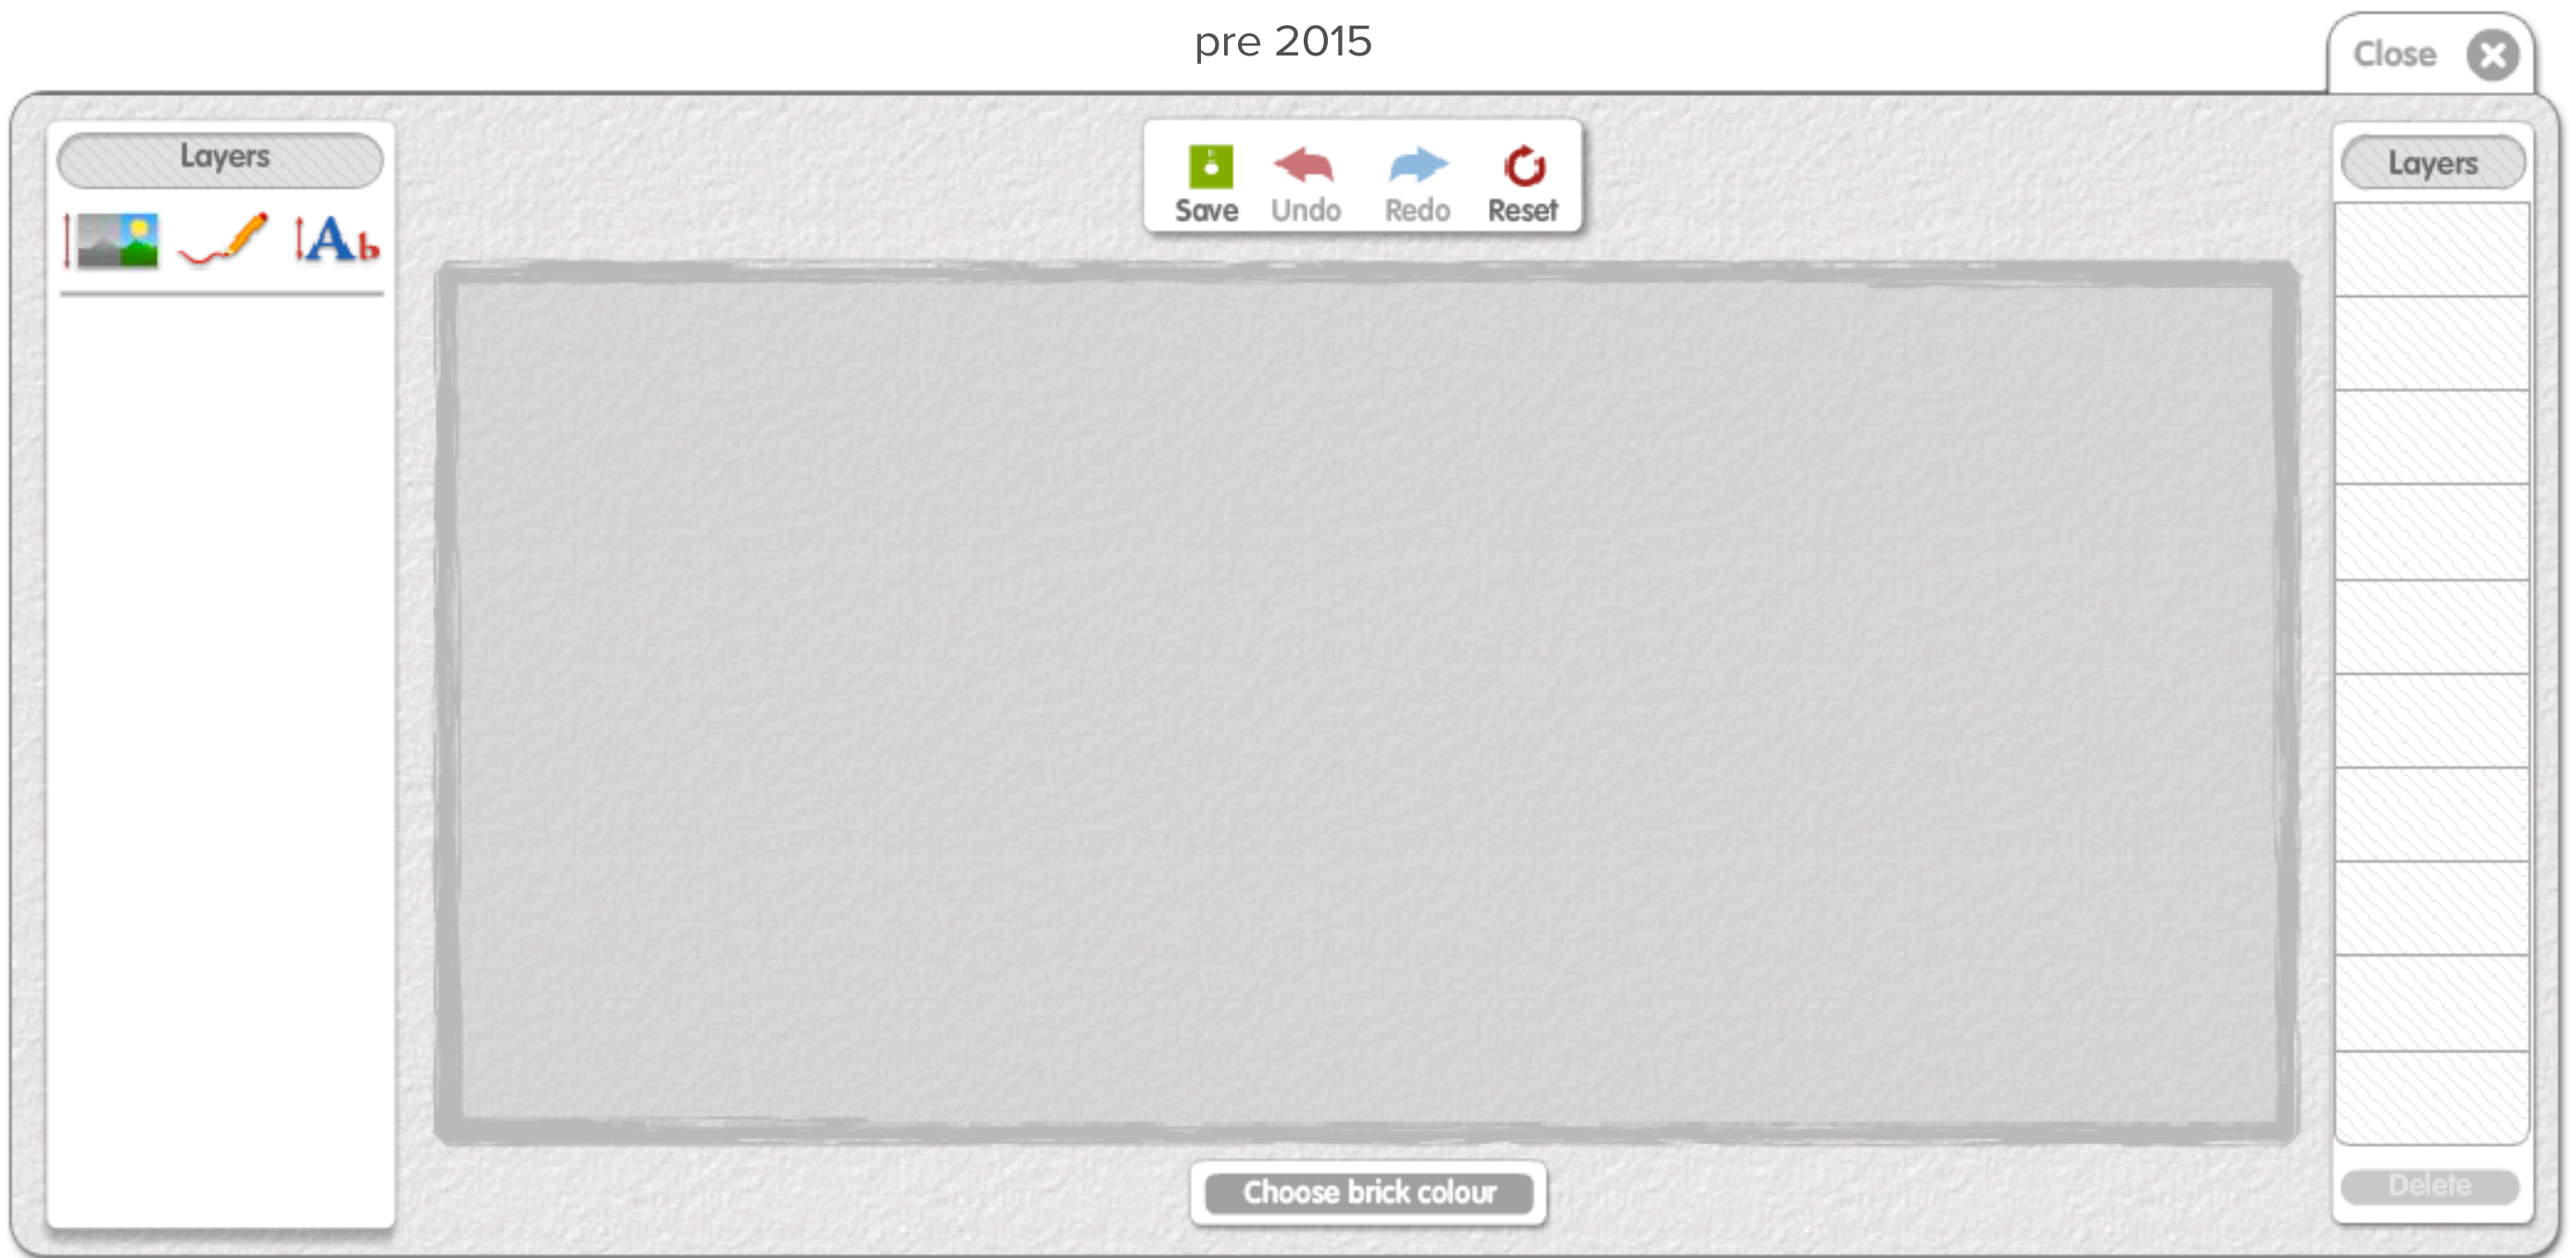 pre 2015
Close
Layers
Save Undo Redo Reset
Layers
Choose brick colour
Delete